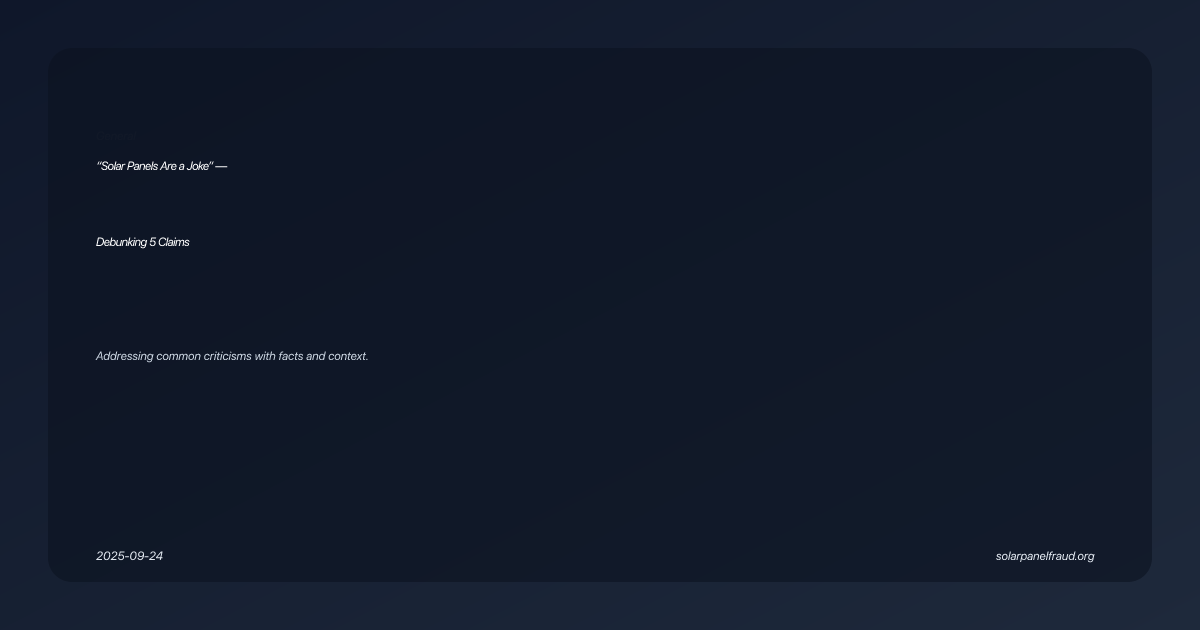 “Solar Panels Are a Joke” —
Debunking 5 Claims
Addressing common criticisms with facts and context.
2025-09-24
solarpanelfraud.org